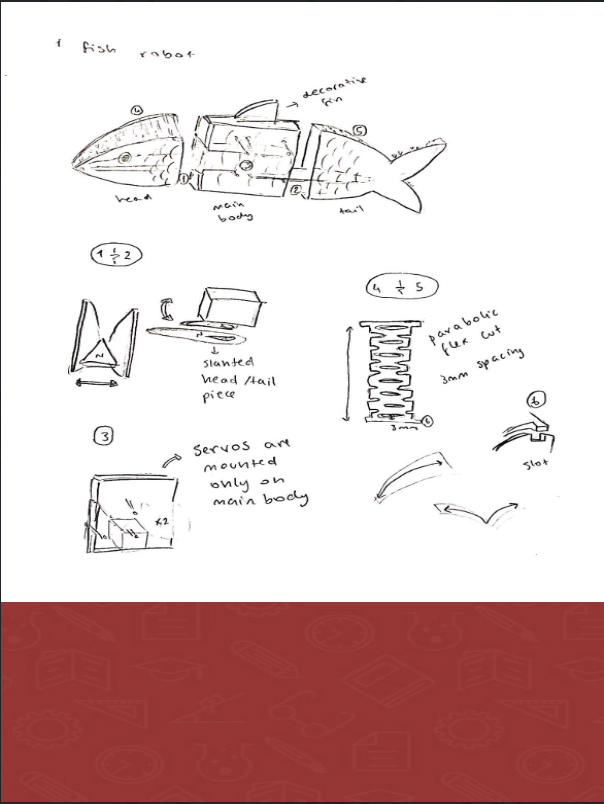 1 fish robot
decorative
fin
4
5
1
2
2
head
main
body
tail
1 ÷ 2
4 ÷ 5
parabolic
flex cut
3mm spacing
slanted
head/tail
piece
3mm
6
6
slot
3
servos are
mounted
only on
main body
x2